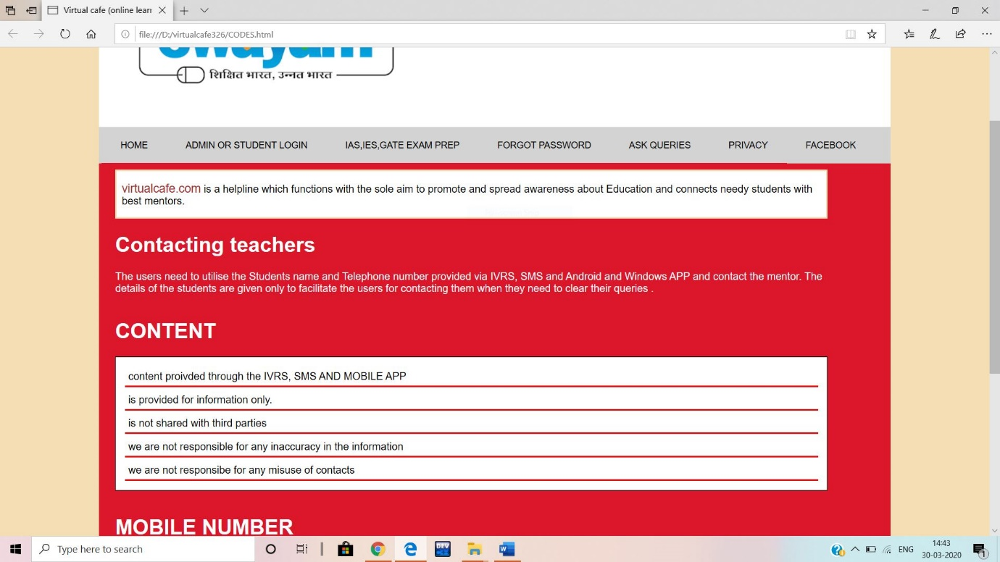 Virtual cafe (online learn
file:///D:/virtualcafe326/CODES.html
swayam
शिक्षित भारत, उन्नत भारत
HOME ADMIN OR STUDENT LOGIN IAS,IES,GATE EXAM PREP FORGOT PASSWORD ASK QUERIES PRIVACY FACEBOOK
virtualcafe.com is a helpline which functions with the sole aim to promote and spread awareness about Education and connects needy students with
best mentors.
Contacting teachers
The users need to utilise the Students name and Telephone number provided via IVRS, SMS and Android and Windows APP and contact the mentor. The
details of the students are given only to facilitate the users for contacting them when they need to clear their queries .
CONTENT
content proivded through the IVRS, SMS AND MOBILE APP
is provided for information only.
is not shared with third parties
we are not responsible for any inaccuracy in the information
we are not responsibe for any misuse of contacts
MOBILE NUMBER
Type here to search
DEV
W
ENG
14:43
30-03-2020
1